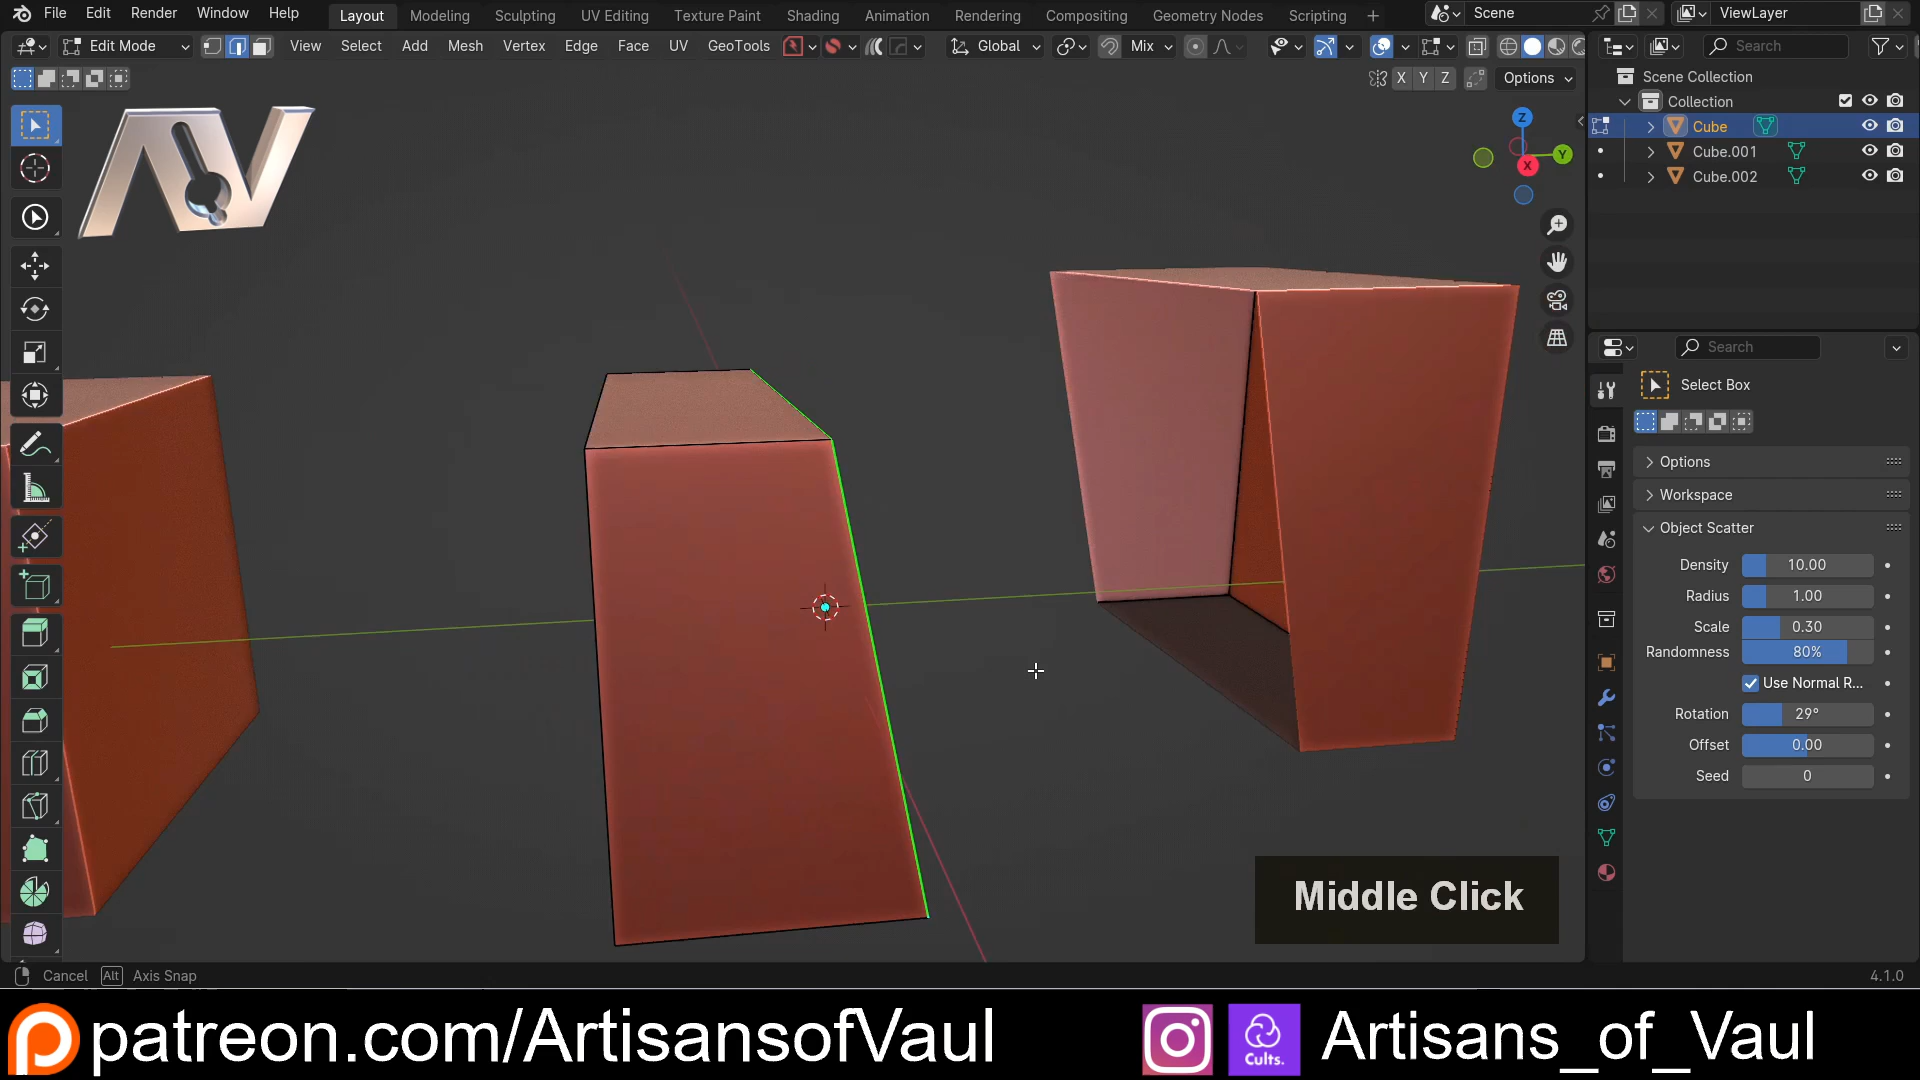 File Edit Render Window Help Layout Modeling Sculpting UV Editing Texture Paint Shading Animation Rendering Compositing Geometry Nodes Scripting + Scene ViewLayer
Edit Mode View Select Add Mesh Vertex Edge Face UV GeoTools Global Mix Search
X Y Z Options
Scene Collection
Collection
Cube
Cube.001
Cube.002
Z
Y
X
Search
Select Box
Options
Workspace
Object Scatter
Density 10.00
Radius 1.00
Scale 0.30
Randomness 80%
Use Normal R...
Rotation 29°
Offset 0.00
Seed 0
Middle Click
Cancel Alt Axis Snap 4.1.0
patreon.com/ArtisansofVaul Cults. Artisans_of_Vaul